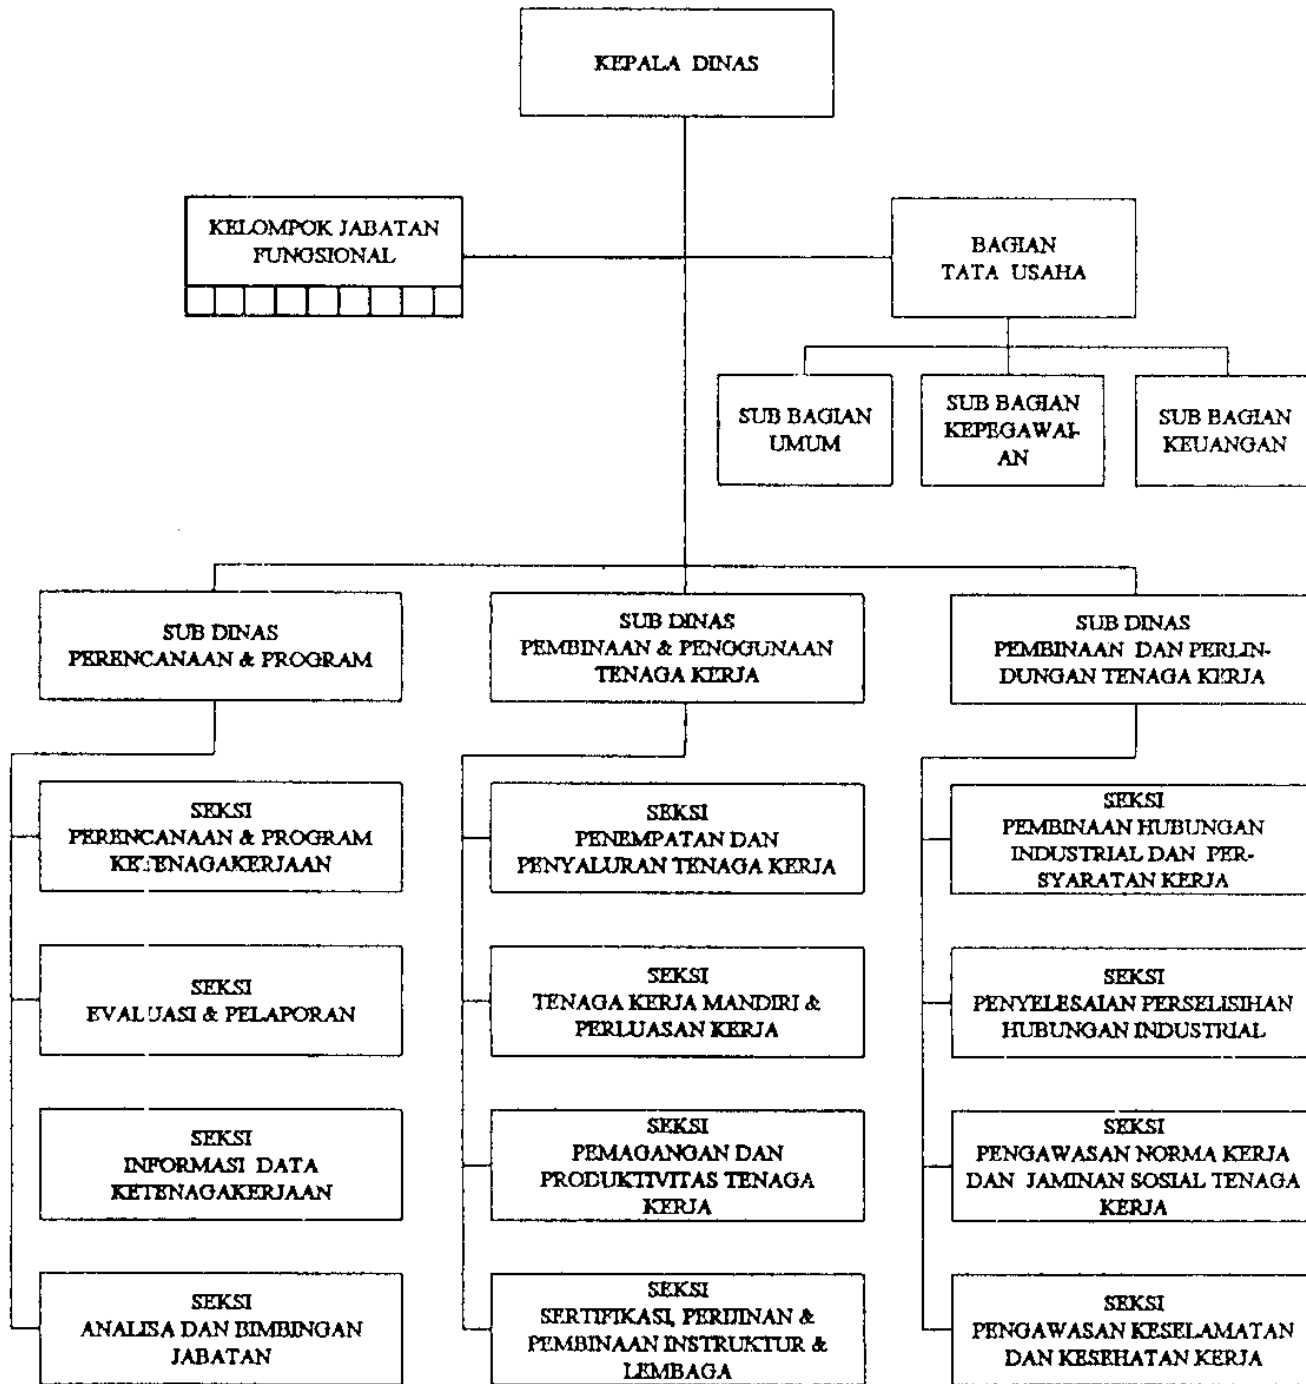 KEPALA DINAS
KELOMPOK JABATAN
FUNGSIONAL
BAGIAN
TATA USAHA
SUB BAGIAN
UMUM
SUB BAGIAN
KEPEGAWAI-
AN
SUB BAGIAN
KEUANGAN
SUB DINAS
PERENCANAAN & PROGRAM
SUB DINAS
PEMBINAAN & PENGGUNAAN
TENAGA KERJA
SUB DINAS
PEMBINAAN DAN PERLIN-
DUNGAN TENAGA KERJA
SEKSI
PERENCANAAN & PROGRAM
KETENAGAKERJAAN
SEKSI
EVALUASI & PELAPORAN
SEKSI
INFORMASI DATA
KETENAGAKERJAAN
SEKSI
ANALISA DAN BIMBINGAN
JABATAN
SEKSI
PENEMPATAN DAN
PENYALURAN TENAGA KERJA
SEKSI
TENAGA KERJA MANDIRI &
PERLUASAN KERJA
SEKSI
PEMAGANGAN DAN
PRODUKTIVITAS TENAGA
KERJA
SEKSI
SERTIFIKASI, PERIJINAN &
PEMBINAAN INSTRUKTUR &
LEMBAGA
SEKSI
PEMBINAAN HUBUNGAN
INDUSTRIAL DAN PER-
SYARATAN KERJA
SEKSI
PENYELESAIAN PERSELISIHAN
HUBUNGAN INDUSTRIAL
SEKSI
PENGAWASAN NORMA KERJA
DAN JAMINAN SOSIAL TENAGA
KERJA
SEKSI
PENGAWASAN KESELAMATAN
DAN KESEHATAN KERJA